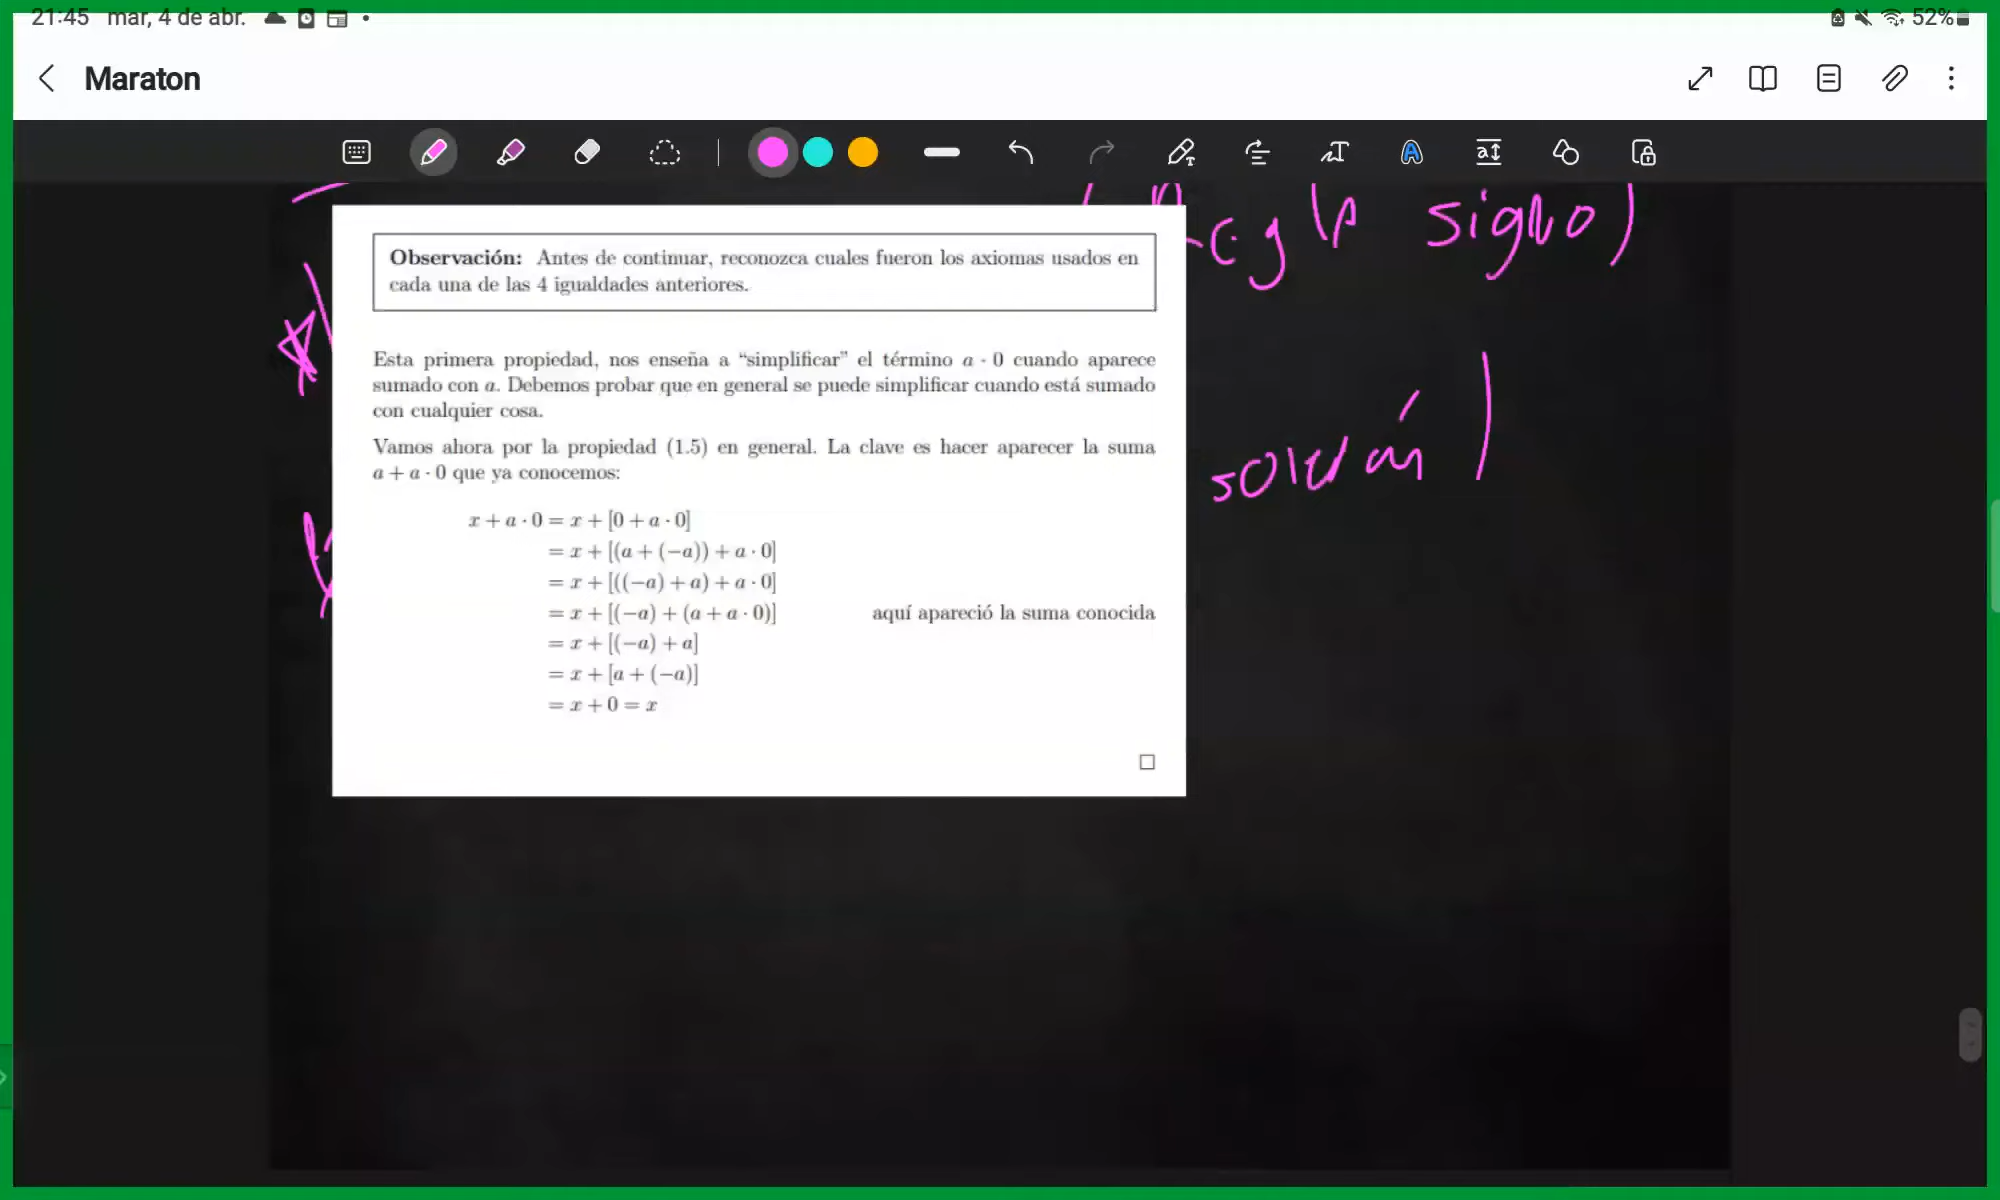 21:45 mar, 4 de abr.
52%
Maraton
Observación: Antes de continuar, reconozca cuales fueron los axiomas usados en
cada una de las 4 igualdades anteriores.
Esta primera propiedad, nos enseña a “simplificar” el término a · 0 cuando aparece
sumado con a. Debemos probar que en general se puede simplificar cuando está sumado
con cualquier cosa.
Vamos ahora por la propiedad (1.5) en general. La clave es hacer aparecer la suma
a + a · 0 que ya conocemos:
x + a · 0 = x + [0 + a · 0]
= x + [(a + (−a)) + a · 0]
= x + [((−a) + a) + a · 0]
= x + [(−a) + (a + a · 0)] aquí apareció la suma conocida
= x + [(−a) + a]
= x + [a + (−a)]
= x + 0 = x
□
signo)